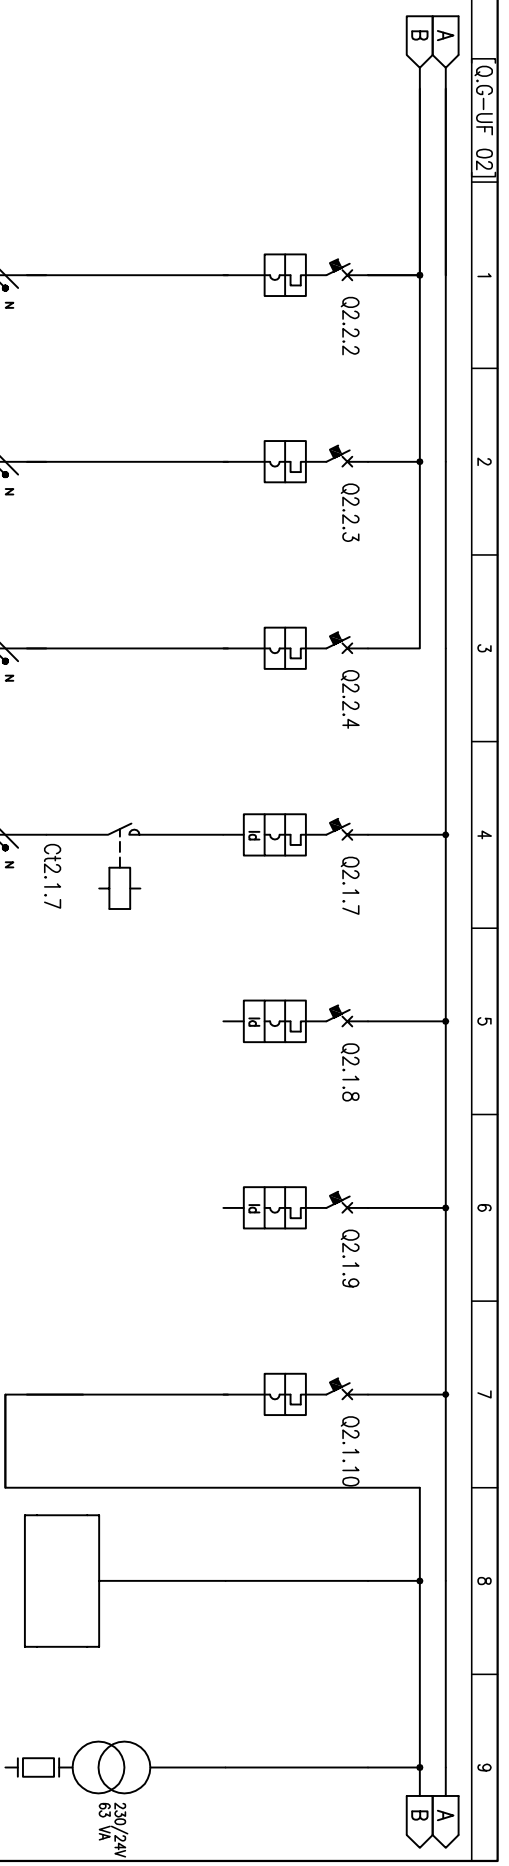 [Q.G-UF 02]
1
2
3
4
5
6
7
8
9
A
B
Q2.2.2
Q2.2.3
Q2.2.4
Q2.1.7
Q2.1.8
Q2.1.9
Q2.1.10
Id
Id
Id
Ct2.1.7
230/24V
63 VA
N
N
N
N
A
B